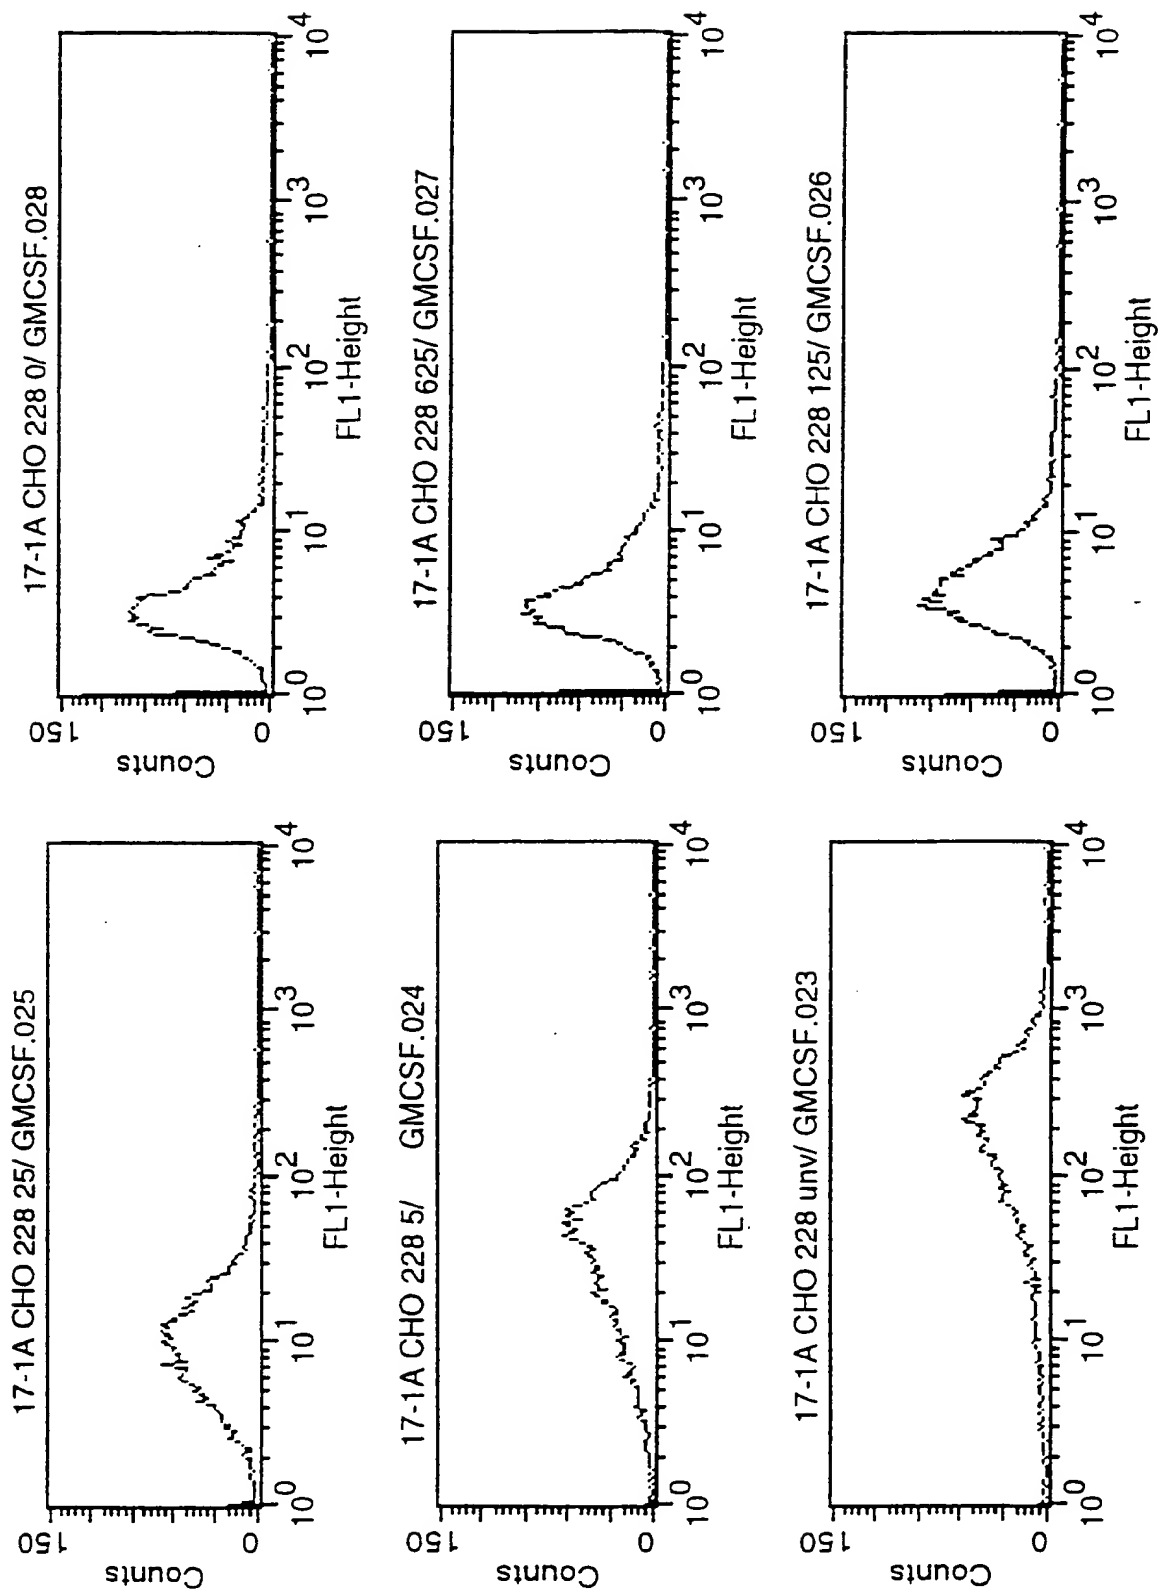 17-1A CHO 228 25/ GMCSF.025
150
Counts
0
10^0 10^1 10^2 10^3 10^4
FL1-Height
17-1A CHO 228 0/ GMCSF.028
150
Counts
0
10^0 10^1 10^2 10^3 10^4
FL1-Height
17-1A CHO 228 5/ GMCSF.024
150
Counts
0
10^0 10^1 10^2 10^3 10^4
FL1-Height
17-1A CHO 228 625/ GMCSF.027
150
Counts
0
10^0 10^1 10^2 10^3 10^4
FL1-Height
17-1A CHO 228 unv/ GMCSF.023
150
Counts
0
10^0 10^1 10^2 10^3 10^4
FL1-Height
17-1A CHO 228 125/ GMCSF.026
150
Counts
0
10^0 10^1 10^2 10^3 10^4
FL1-Height